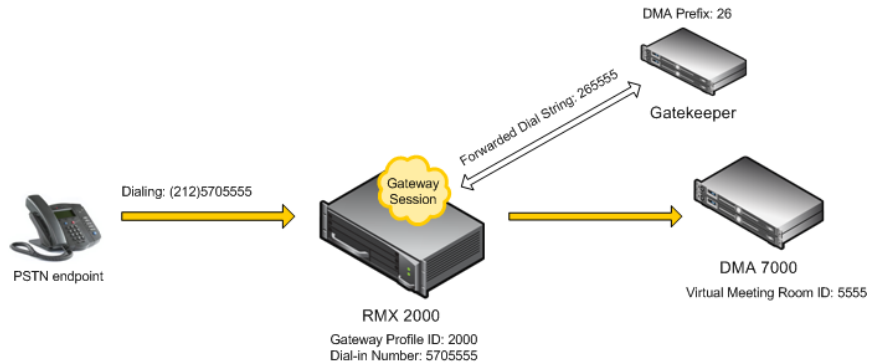 DMA Prefix: 26
Gatekeeper
Forwarded Dial String: 265555
Gateway
Session
Dialing: (212)5705555
PSTN endpoint
RMX 2000
Gateway Profile ID: 2000
Dial-in Number: 5705555
DMA 7000
Virtual Meeting Room ID: 5555